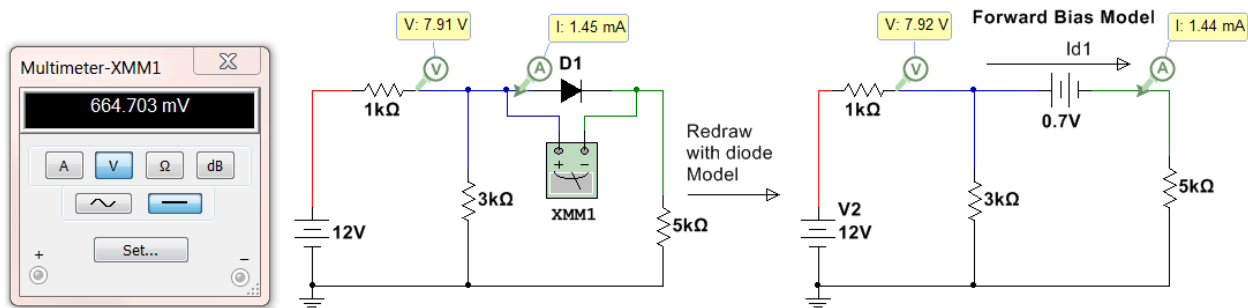 Multimeter-XMM1
664.703 mV
A
V
Ω
dB
Set...
+
−
V: 7.91 V
I: 1.45 mA
V
A
D1
1kΩ
+
−
XMM1
3kΩ
12V
5kΩ
Redraw
with diode
Model
V: 7.92 V
Forward Bias Model
I: 1.44 mA
Id1
V
A
1kΩ
0.7V
3kΩ
5kΩ
V2
12V